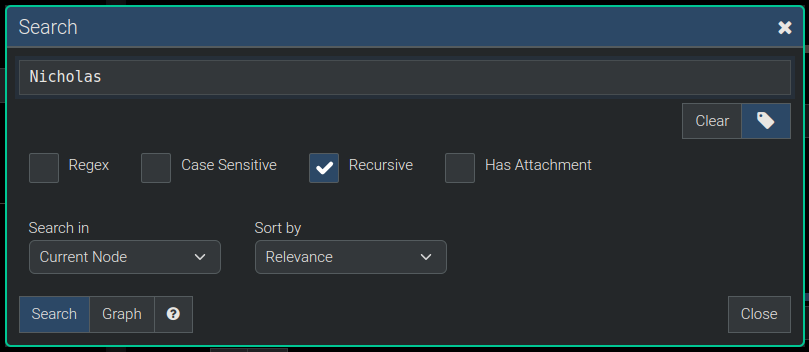 Search
Nicholas
Clear
Regex Case Sensitive Recursive Has Attachment
Search in Sort by
Current Node Relevance
Search Graph ? Close